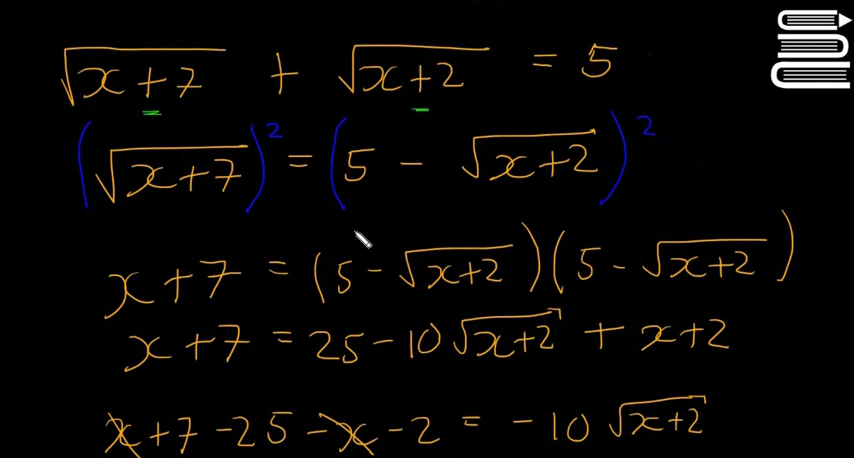 √(x+7) + √(x+2) = 5
(√(x+7))² = (5 - √(x+2))²
x+7 = (5 - √(x+2))(5 - √(x+2))
x+7 = 25 - 10√(x+2) + x+2
x+7-25-x-2 = -10√(x+2)